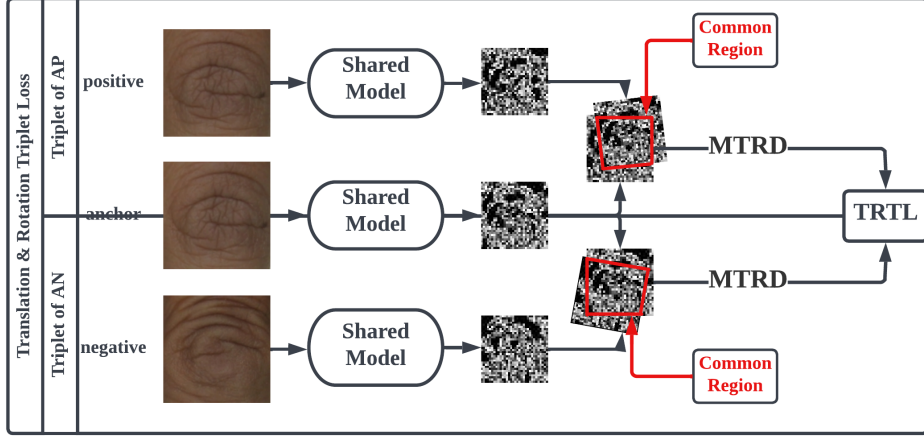 Translation & Rotation Triplet Loss
Triplet of AP
Triplet of AN
positive
Shared
Model
Common
Region
MTRD
anchor
Shared
Model
TRTL
MTRD
negative
Shared
Model
Common
Region